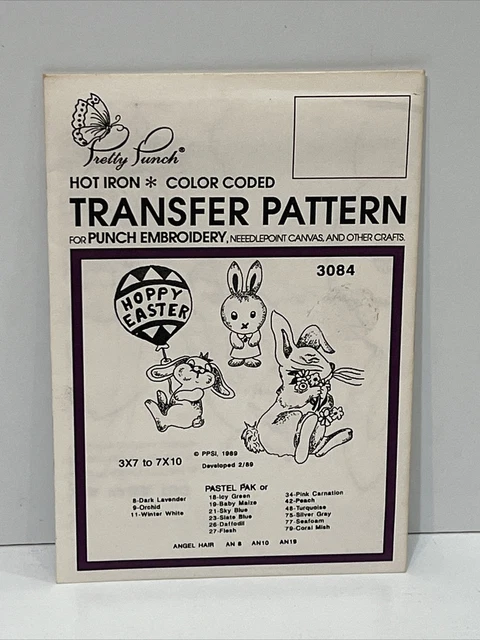 Pretty Punch®
HOT IRON * COLOR CODED
TRANSFER PATTERN
FOR PUNCH EMBROIDERY, NEEEDLEPOINT CANVAS, AND OTHER CRAFTS.
3084
HOPPY
EASTER
© PPSI, 1989
3X7 to 7X10
Developed 2/89
PASTEL PAK or
8-Dark Lavender
9-Orchid
11-Winter White
18-Icy Green
19-Baby Maize
21-Sky Blue
23-Slate Blue
26-Daffodil
27-Flesh
34-Pink Carnation
42-Peach
48-Turquoise
75-Silver Gray
77-Seafoam
79-Coral Mish
ANGEL HAIR AN 8 AN10 AN19